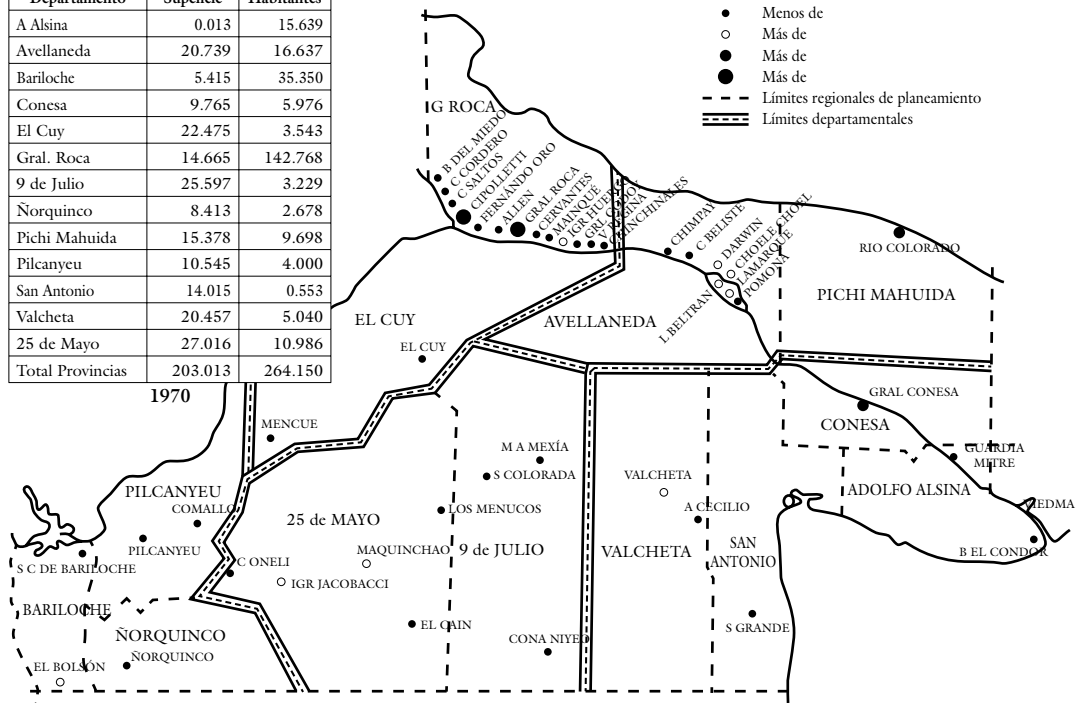 Departamento Superficie Habitantes
A Alsina 0.013 15.639
Avellaneda 20.739 16.637
Bariloche 5.415 35.350
Conesa 9.765 5.976
El Cuy 22.475 3.543
Gral. Roca 14.665 142.768
9 de Julio 25.597 3.229
Ñorquinco 8.413 2.678
Pichi Mahuida 15.378 9.698
Pilcanyeu 10.545 4.000
San Antonio 14.015 0.553
Valcheta 20.457 5.040
25 de Mayo 27.016 10.986
Total Provincias 203.013 264.150
1970
Menos de
Más de
Más de
Más de
Límites regionales de planeamiento
Límites departamentales
G ROCA
B DEL MIEDO
C CORDERO
C SALTOS
CIPOLLETTI
FERNÁNDO ORO
ALLEN
GRAL ROCA
CERVANTES
MAINQUÉ
IGR HUERGO
GRL GODOY
V REGINA
CHINCHINALES
CHIMPAY
C BELISTE
DARWIN
CHOELE CHOEL
LAMARQUE
POMONA
L BELTRAN
RIO COLORADO
PICHI MAHUIDA
EL CUY
AVELLANEDA
EL CUY
GRAL CONESA
CONESA
MENCUE
M A MEXÍA
S COLORADA
GUARDIA
MITRE
VALCHETA
PILCANYEU
COMALLO
ADOLFO ALSINA
VIEDMA
25 de MAYO
LOS MENUCOS
A CECILIO
PILCANYEU
MAQUINCHAO
9 de JULIO
VALCHETA
SAN
ANTONIO
B EL CONDOR
S C DE BARILOCHE
C ONELI
IGR JACOBACCI
BARILOCHE
ÑORQUINCO
EL CAIN
CONA NIYEO
S GRANDE
ÑORQUINCO
EL BOLSÓN